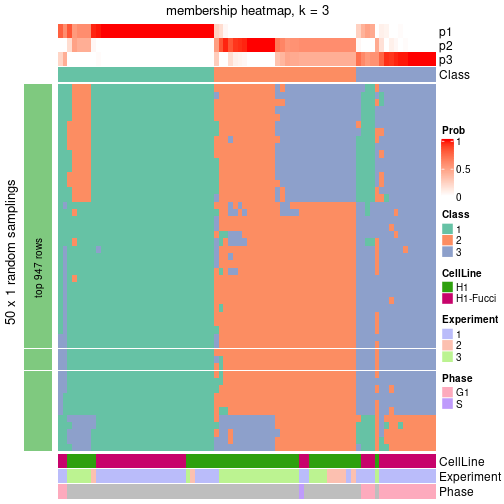 membership heatmap, k = 3
p1
p2
p3
Class
50 x 1 random samplings
top 947 rows
Prob
1
0.5
0
Class
1
2
3
CellLine
H1
H1-Fucci
Experiment
1
2
3
Phase
G1
S
CellLine
Experiment
Phase